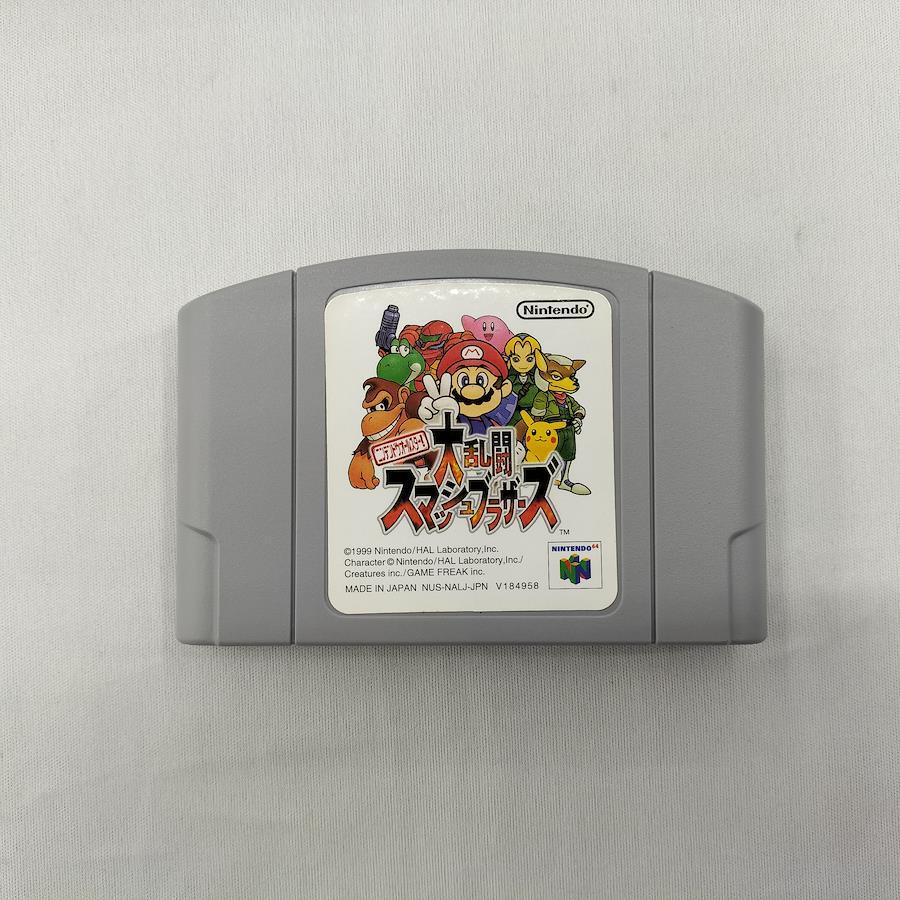 Nintendo
M
ニンテンドウオールスター!
大乱闘
スマッシュブラザーズ
TM
©1999 Nintendo/HAL Laboratory,Inc.
Character © Nintendo/HAL Laboratory,Inc./
Creatures inc./GAME FREAK inc.
MADE IN JAPAN NUS-NALJ-JPN V184958
NINTENDO64
N